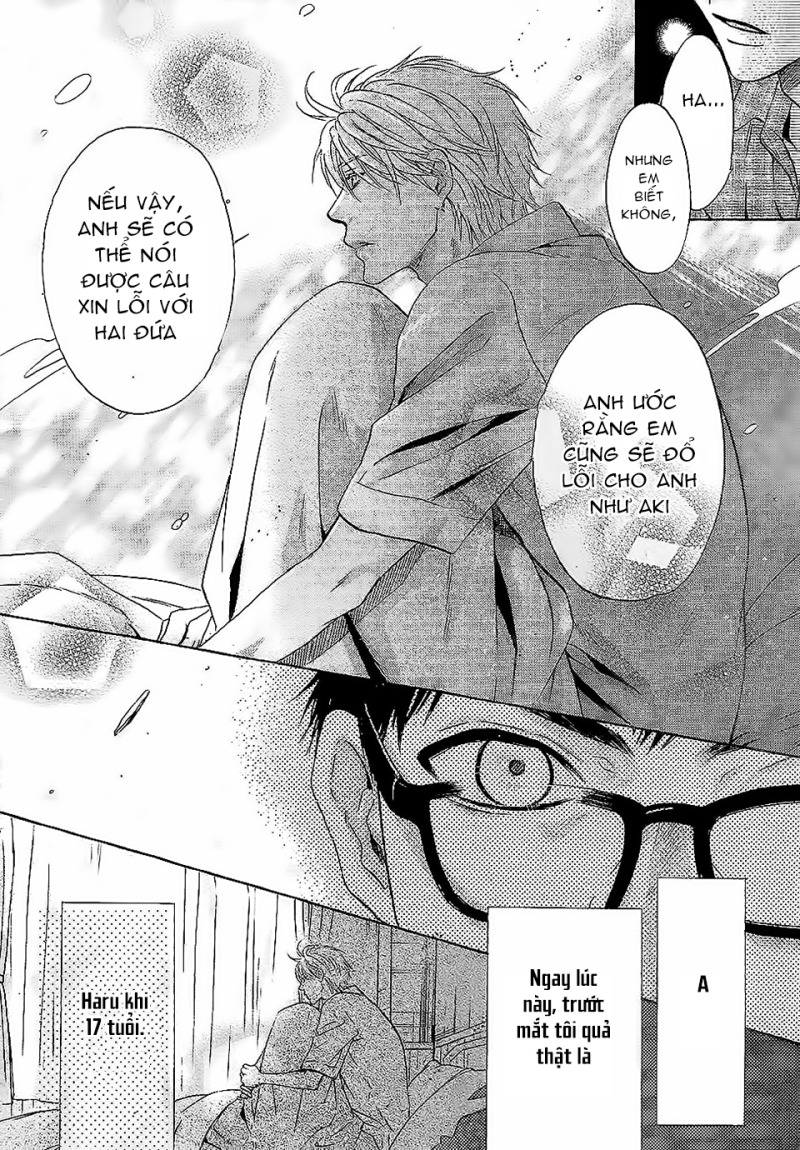 HA...
NHƯNG
EM
BIẾT
KHÔNG,
ANH ƯỚC
RẰNG EM
CŨNG SẼ ĐỔ
LỖI CHO ANH
NHƯ AKI
NẾU VẬY,
ANH SẼ CÓ
THỂ NÓI
ĐƯỢC CÂU
XIN LỖI VỚI
HAI ĐỨA
A
Ngay lúc
này, trước
mắt tôi quả
thật là
Haru khi
17 tuổi.